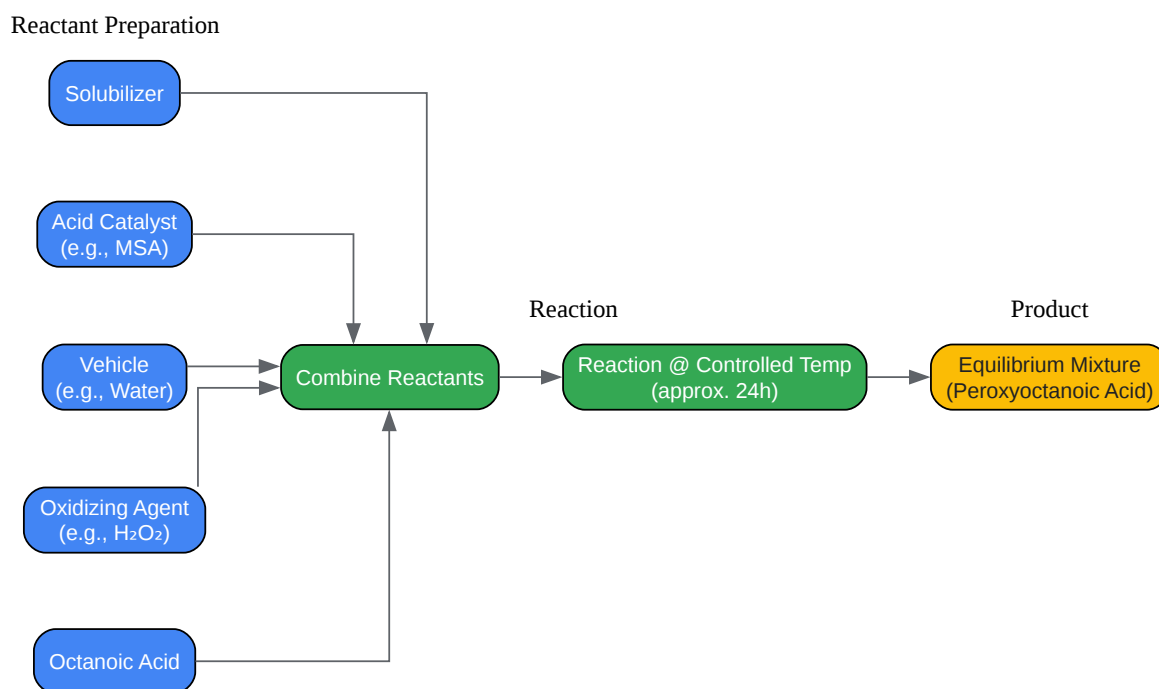 Reactant Preparation
Solubilizer
Acid Catalyst
(e.g., MSA)
Reaction
Product
Vehicle
(e.g., Water)
Combine Reactants
Reaction @ Controlled Temp
(approx. 24h)
Equilibrium Mixture
(Peroxyoctanoic Acid)
Oxidizing Agent
(e.g., H₂O₂)
Octanoic Acid